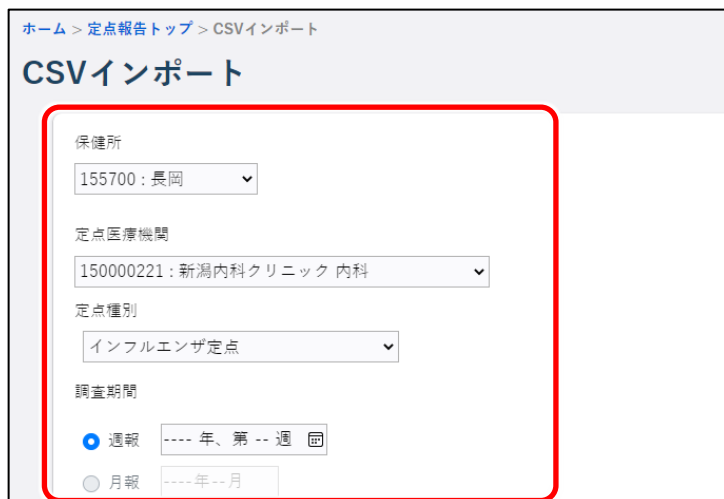 ホーム > 定点報告トップ > CSVインポート
CSVインポート
保健所
155700 : 長岡
定点医療機関
150000221 : 新潟内科クリニック 内科
定点種別
インフルエンザ定点
調査期間
週報 ---- 年、第 -- 週
月報 ----年--月